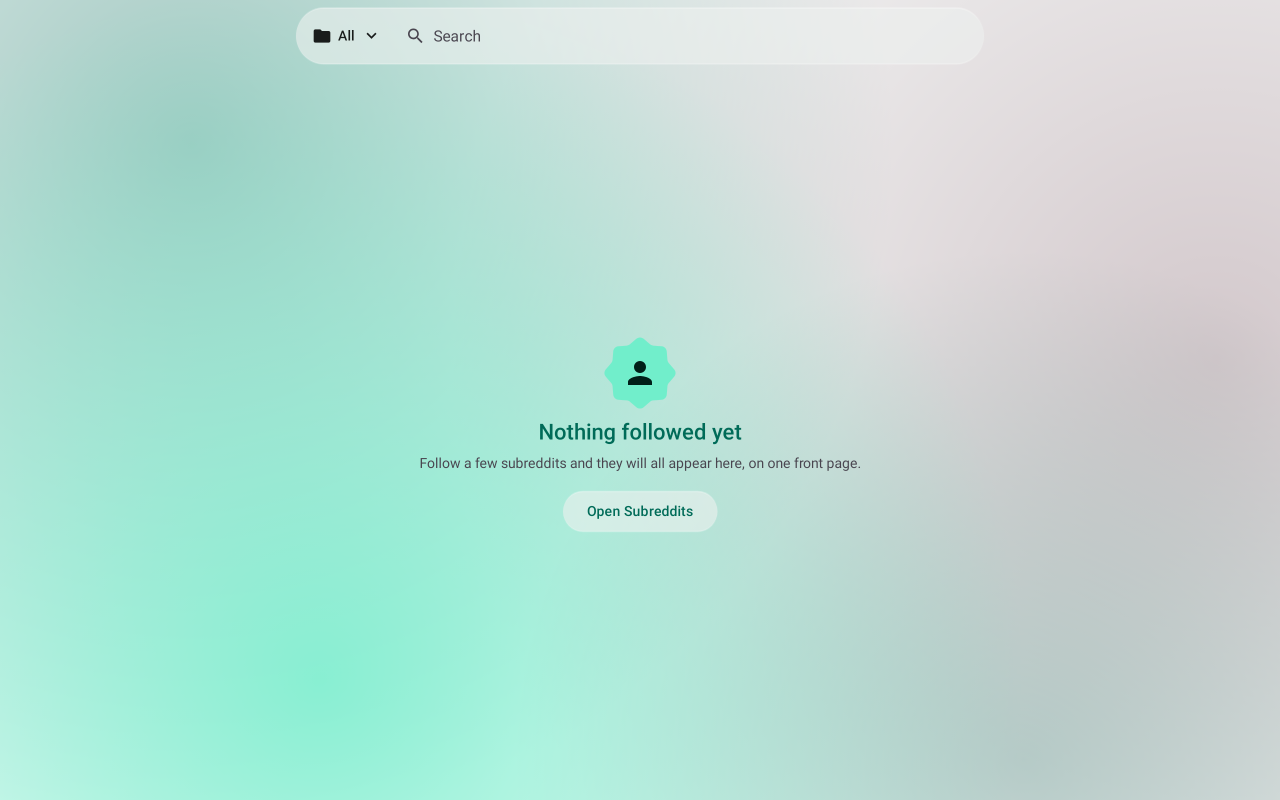 All
Search
Nothing followed yet
Follow a few subreddits and they will all appear here, on one front page.
Open Subreddits